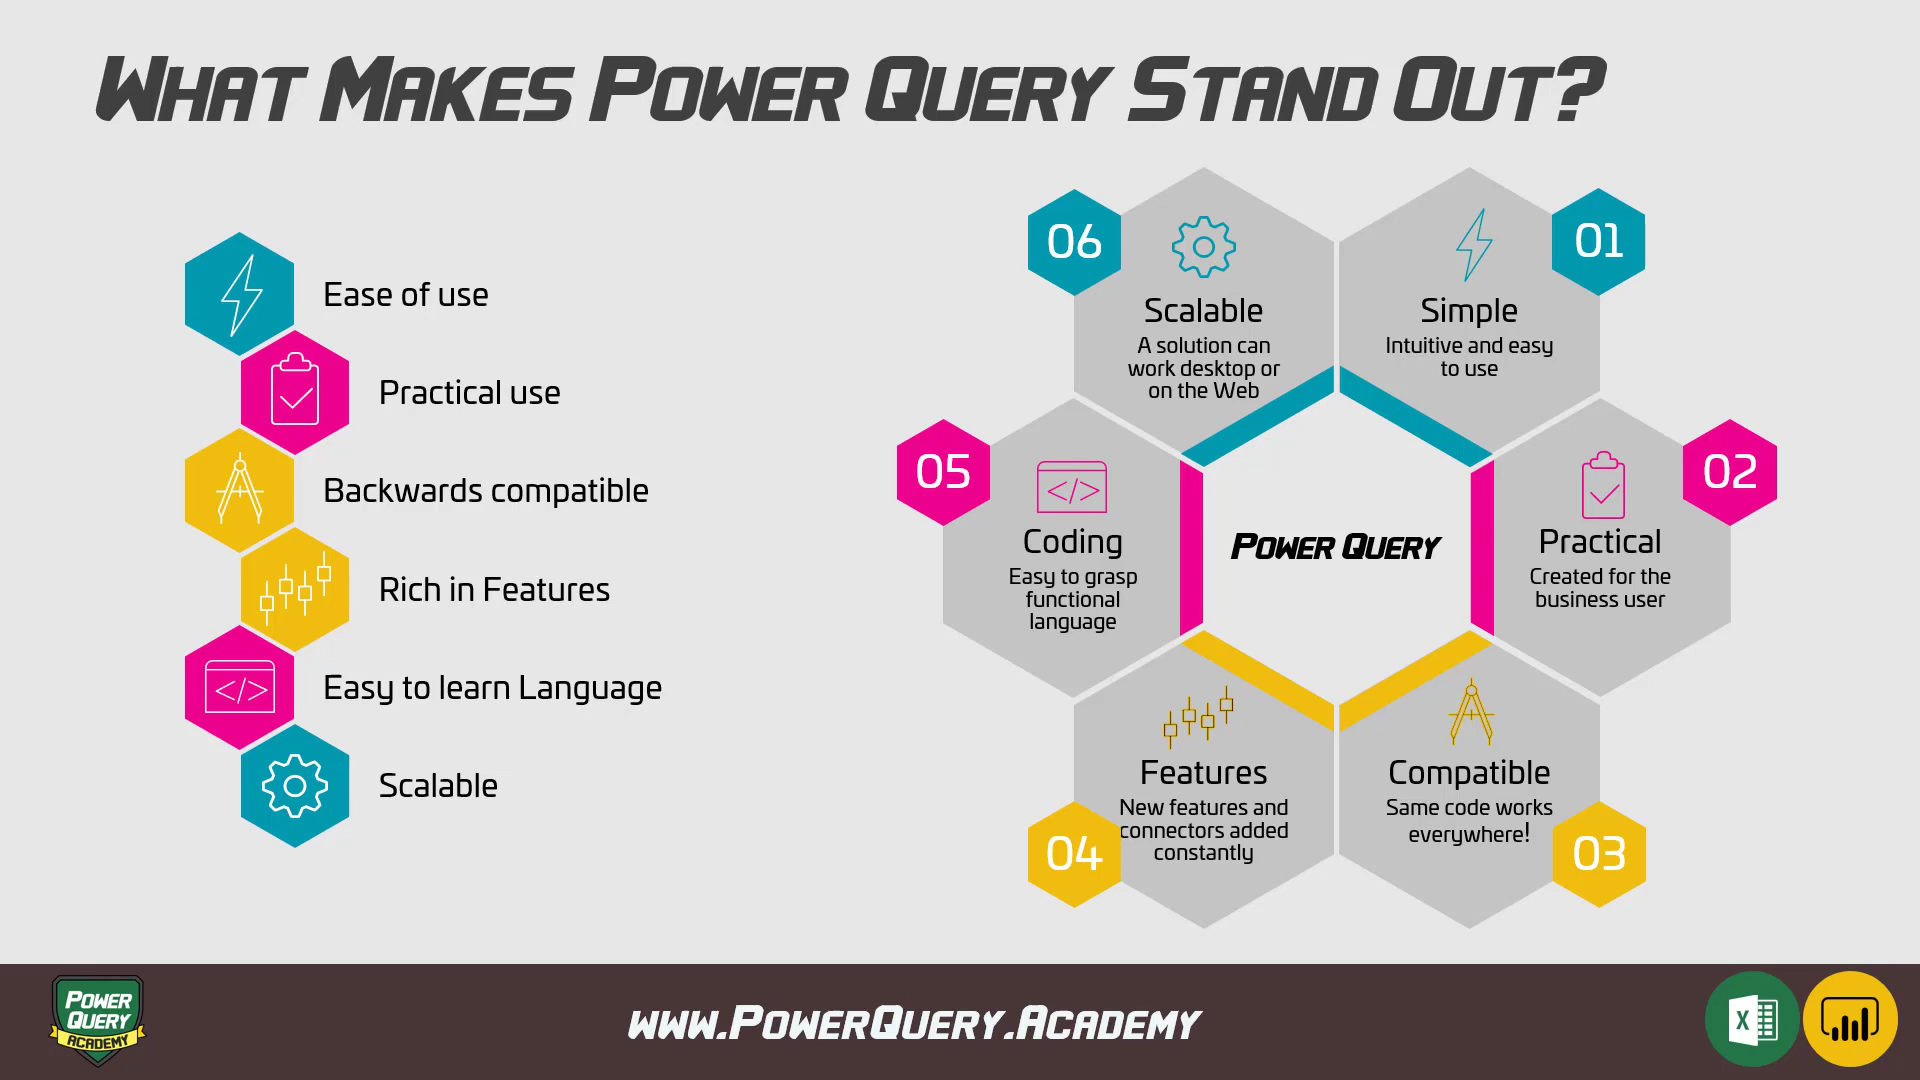 What Makes Power Query Stand Out?
Ease of use
Practical use
Backwards compatible
Rich in Features
Easy to learn Language
Scalable
06
Scalable
A solution can
work desktop or
on the Web
01
Simple
Intuitive and easy
to use
05
</>
Coding
Easy to grasp
functional
language
Power Query
02
Practical
Created for the
business user
04
Features
New features and
connectors added
constantly
03
Compatible
Same code works
everywhere!
</>
Power
Query
Academy
www.PowerQuery.Academy
X